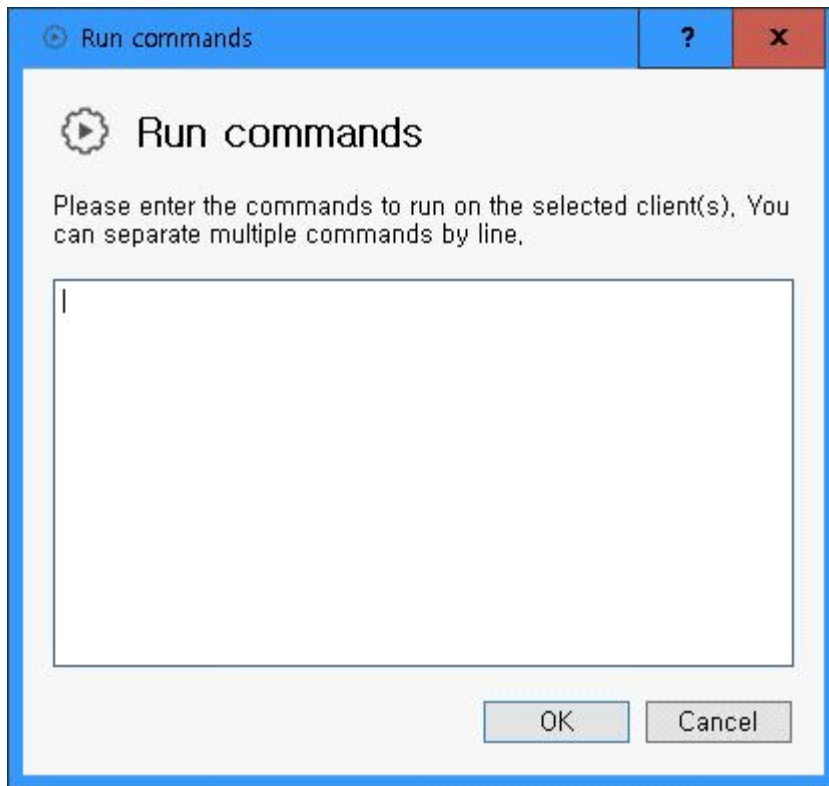 Run commands
?
x
Run commands
Please enter the commands to run on the selected client(s), You
can separate multiple commands by line,
OK
Cancel